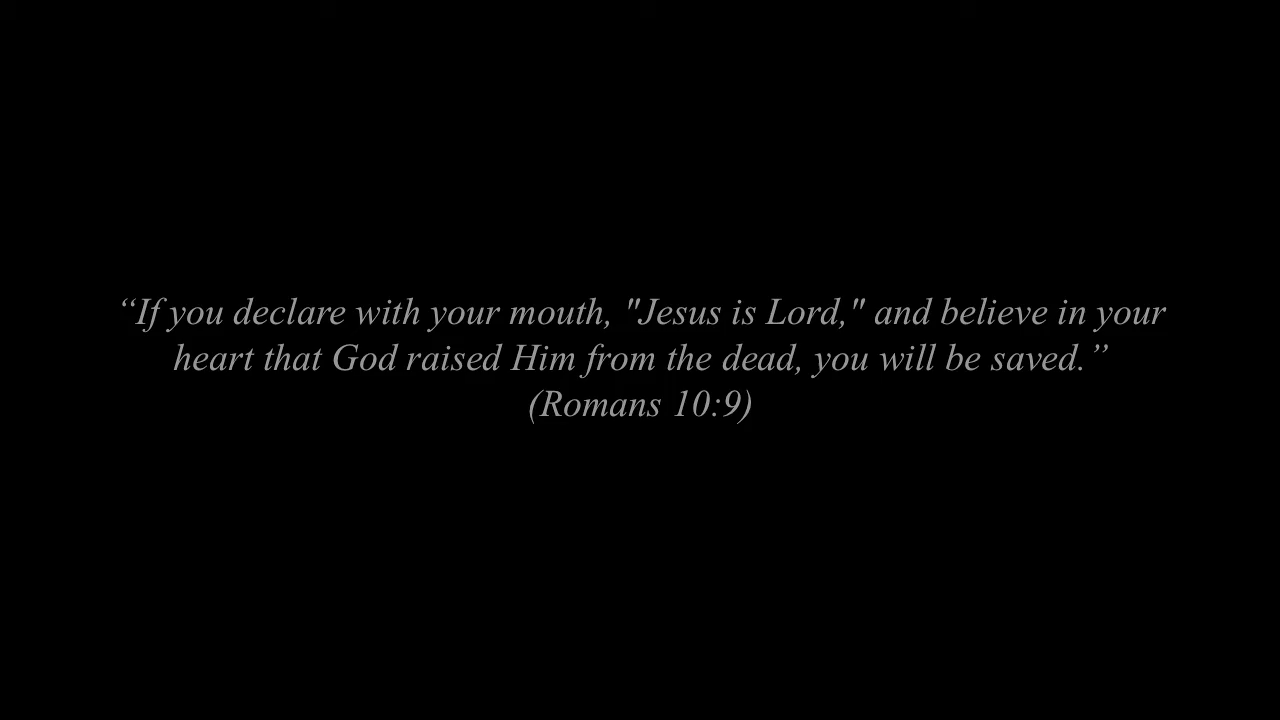 “If you declare with your mouth, "Jesus is Lord," and believe in your
heart that God raised Him from the dead, you will be saved.”
(Romans 10:9)